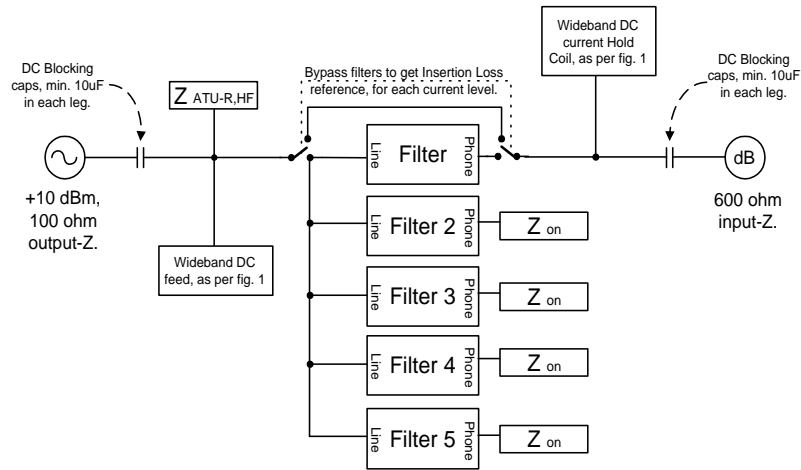 Wideband DC
current Hold
Coil, as per fig. 1
DC Blocking
caps, min. 10uF
in each leg.
Z ATU-R,HF
Bypass filters to get Insertion Loss
reference, for each current level.
DC Blocking
caps, min. 10uF
in each leg.
Line
Filter
Phone
dB
+10 dBm,
100 ohm
output-Z.
600 ohm
input-Z.
Wideband DC
feed, as per fig. 1
Line
Filter 2
Phone
Z on
Line
Filter 3
Phone
Z on
Line
Filter 4
Phone
Z on
Line
Filter 5
Phone
Z on